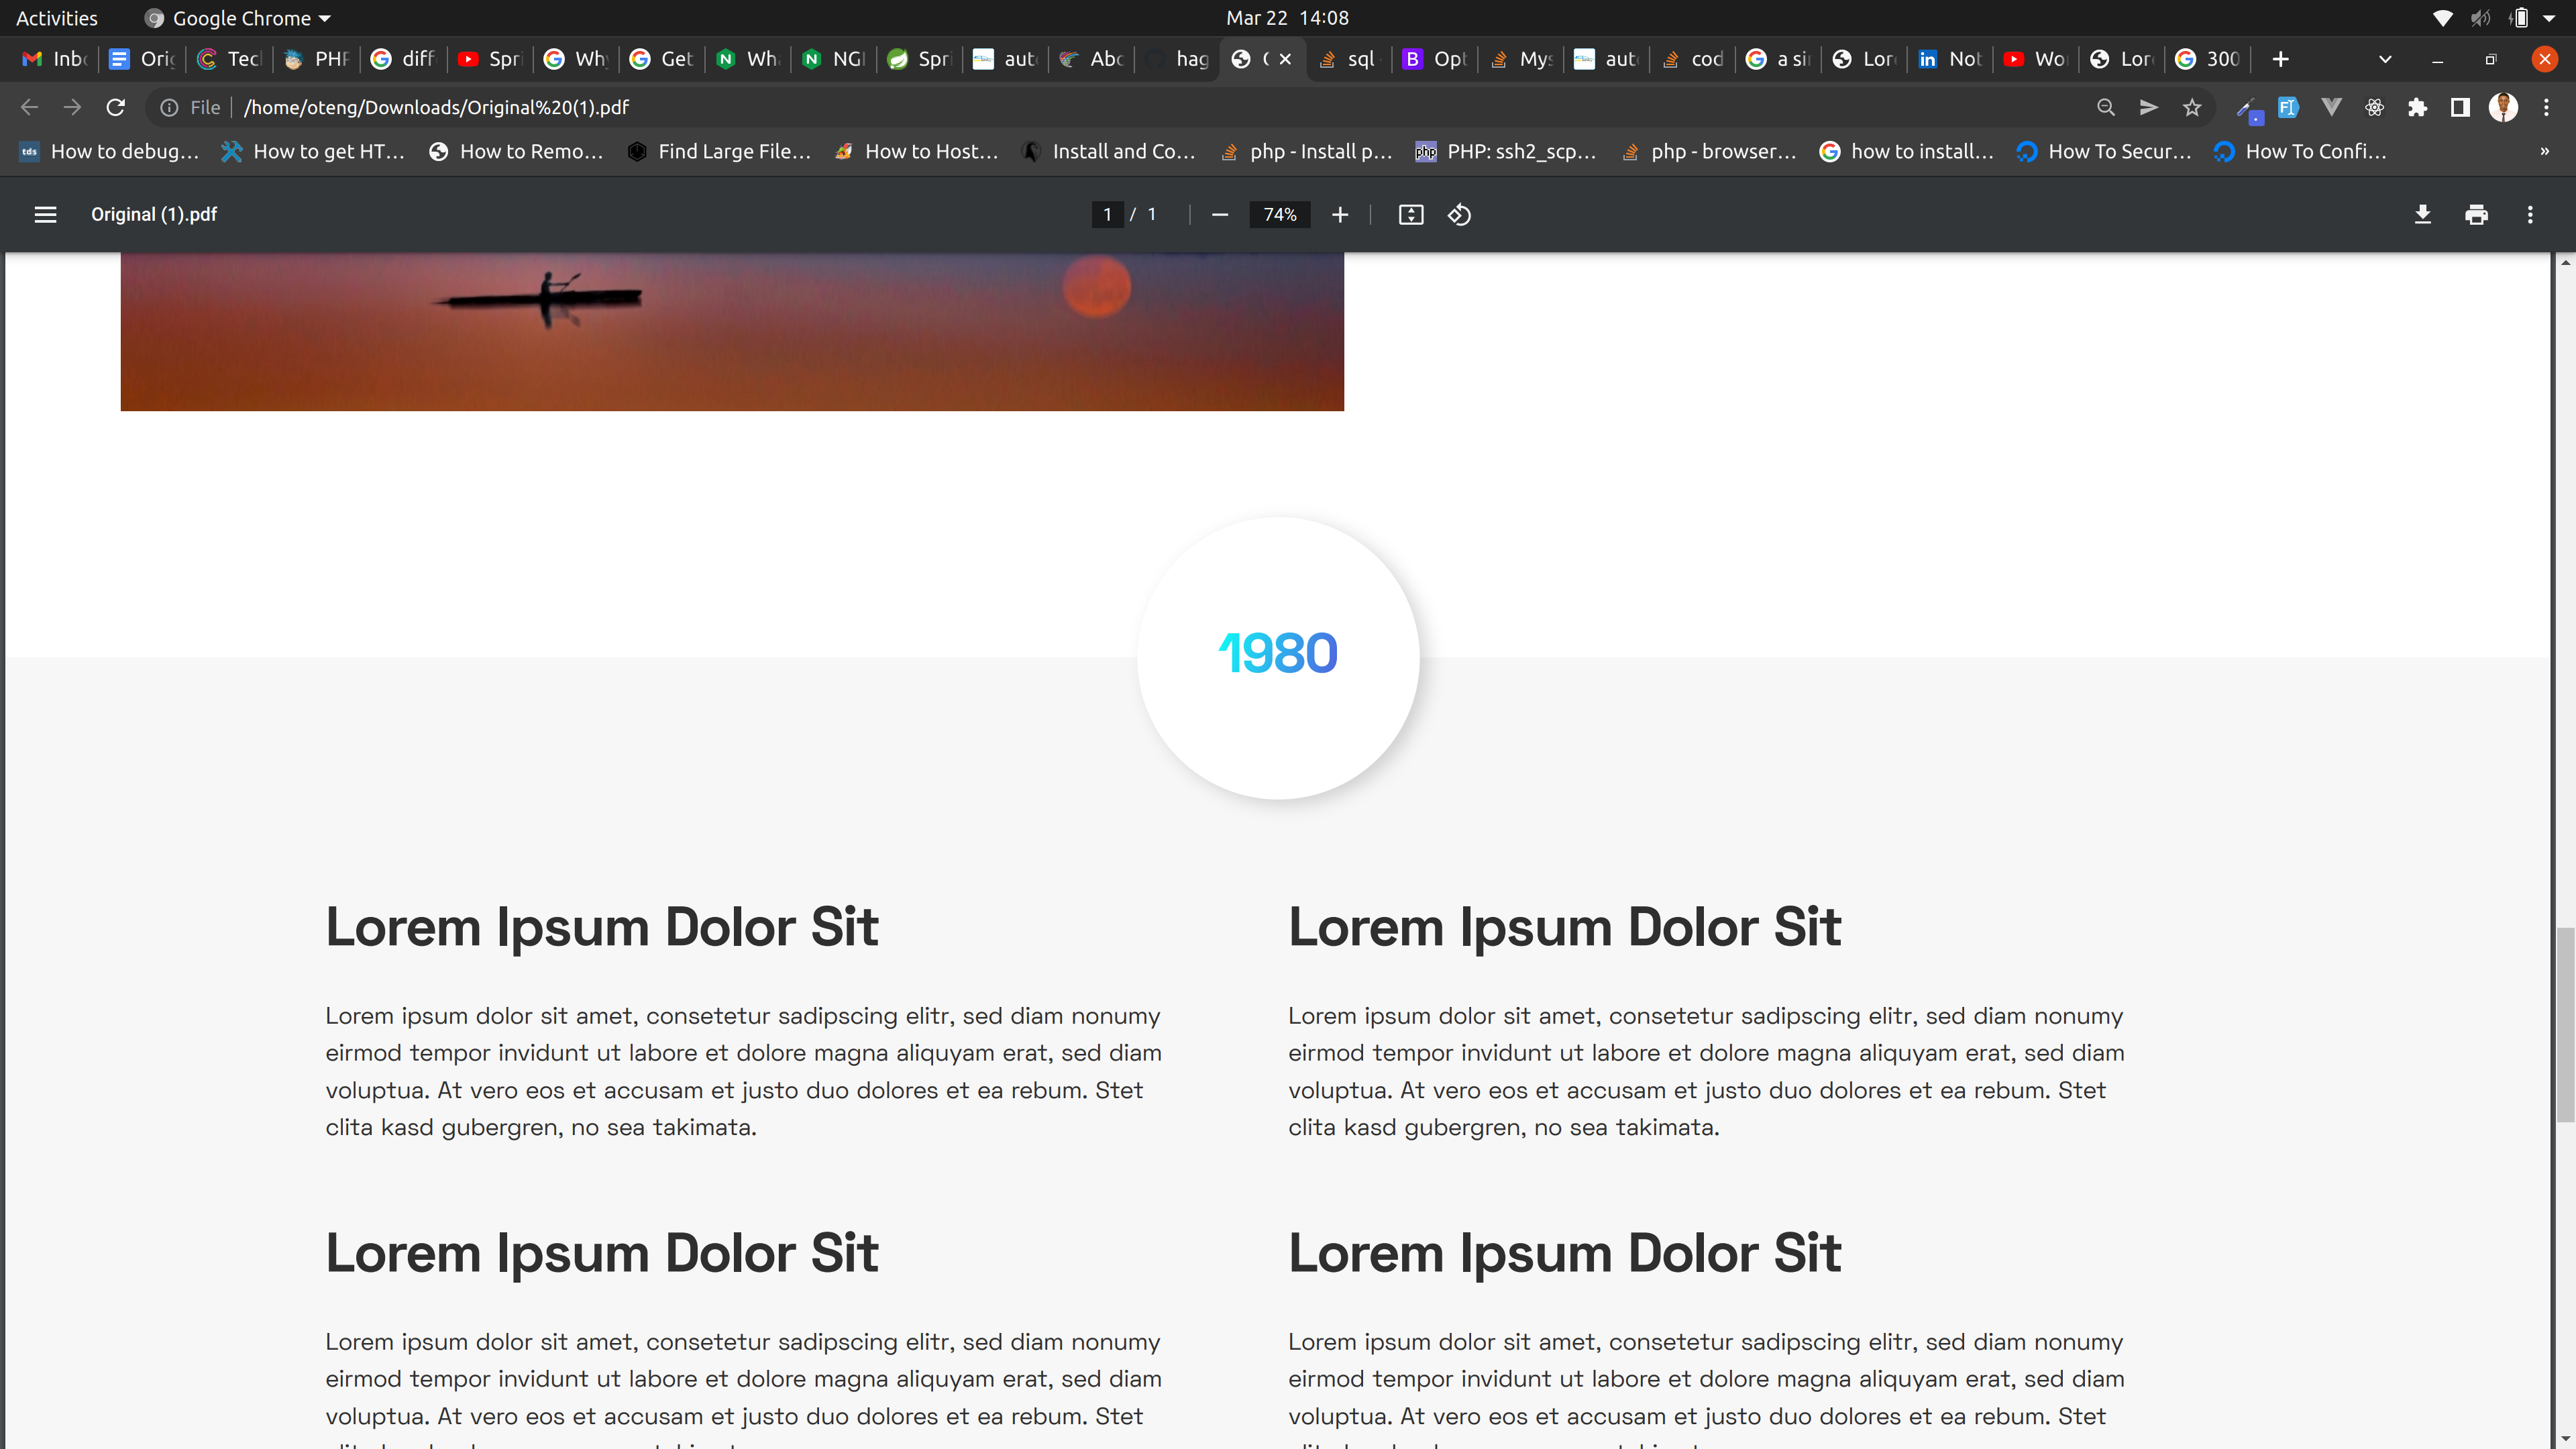 Activities Google Chrome Mar 22 14:08
Inb Orig Tec PHP diff Spri Why Get Wh NGI Spri aut Abc hag sql Opt Mys aut cod a sin Lor Not Wo Lor 300
File /home/oteng/Downloads/Original%20(1).pdf
How to debug... How to get HT... How to Remo... Find Large File... How to Host... Install and Co... php - Install p... PHP: ssh2_scp... php - browser... how to install... How To Secur... How To Confi... »
Original (1).pdf 1 / 1 74%
1980
Lorem Ipsum Dolor Sit
Lorem ipsum dolor sit amet, consetetur sadipscing elitr, sed diam nonumy
eirmod tempor invidunt ut labore et dolore magna aliquyam erat, sed diam
voluptua. At vero eos et accusam et justo duo dolores et ea rebum. Stet
clita kasd gubergren, no sea takimata.
Lorem Ipsum Dolor Sit
Lorem ipsum dolor sit amet, consetetur sadipscing elitr, sed diam nonumy
eirmod tempor invidunt ut labore et dolore magna aliquyam erat, sed diam
voluptua. At vero eos et accusam et justo duo dolores et ea rebum. Stet
clita kasd gubergren, no sea takimata.
Lorem Ipsum Dolor Sit
Lorem ipsum dolor sit amet, consetetur sadipscing elitr, sed diam nonumy
eirmod tempor invidunt ut labore et dolore magna aliquyam erat, sed diam
voluptua. At vero eos et accusam et justo duo dolores et ea rebum. Stet
Lorem Ipsum Dolor Sit
Lorem ipsum dolor sit amet, consetetur sadipscing elitr, sed diam nonumy
eirmod tempor invidunt ut labore et dolore magna aliquyam erat, sed diam
voluptua. At vero eos et accusam et justo duo dolores et ea rebum. Stet